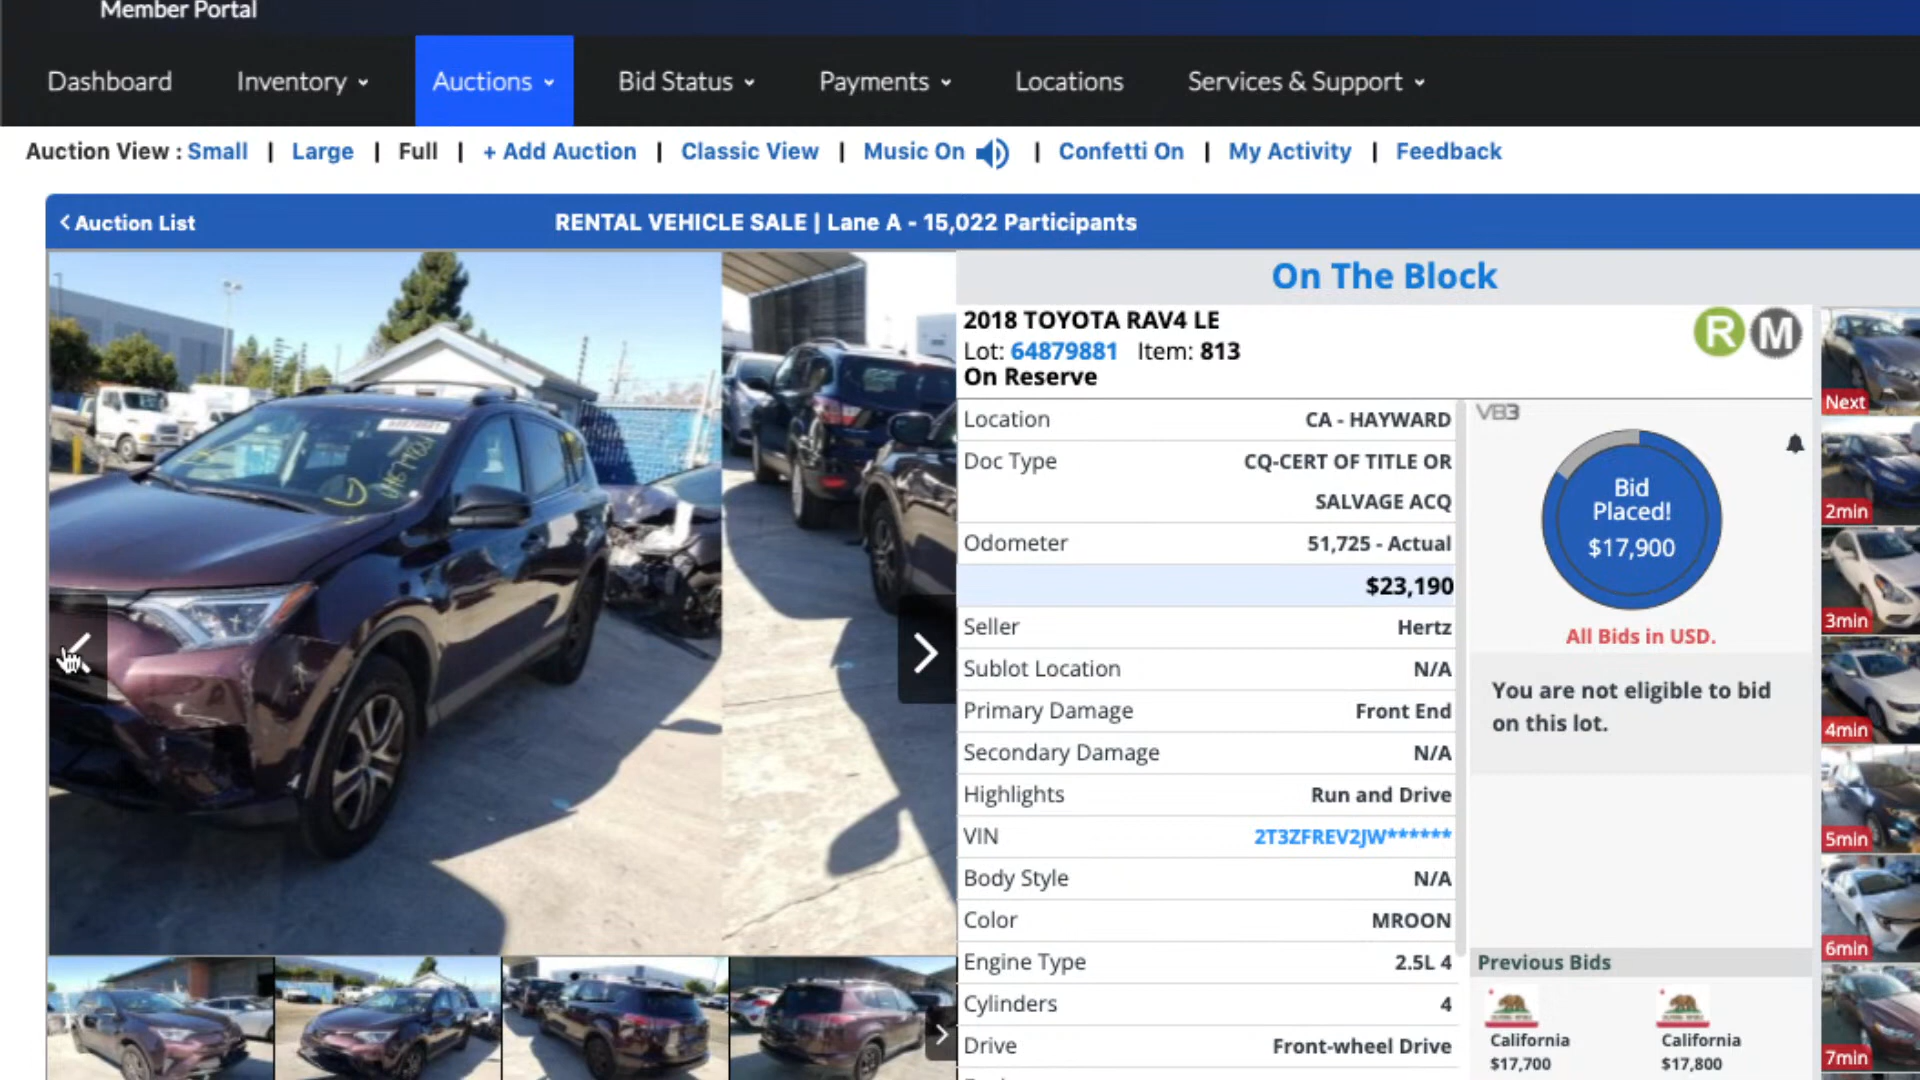 Member Portal
Dashboard Inventory Auctions Bid Status Payments Locations Services & Support
Auction View : Small | Large | Full | + Add Auction | Classic View | Music On | Confetti On | My Activity | Feedback
Auction List
RENTAL VEHICLE SALE | Lane A - 15,022 Participants
On The Block
2018 TOYOTA RAV4 LE
Lot: 64879881 Item: 813
On Reserve
R M
Location CA - HAYWARD
Doc Type CQ-CERT OF TITLE OR
SALVAGE ACQ
Odometer 51,725 - Actual
$23,190
Seller Hertz
Sublot Location N/A
Primary Damage Front End
Secondary Damage N/A
Highlights Run and Drive
VIN 2T3ZFREV2JW******
Body Style N/A
Color MROON
Engine Type 2.5L 4
Cylinders 4
Drive Front-wheel Drive
VB3
Bid
Placed!
$17,900
All Bids in USD.
You are not eligible to bid
on this lot.
Previous Bids
California
$17,700
California
$17,800
Next
2min
3min
4min
5min
6min
7min